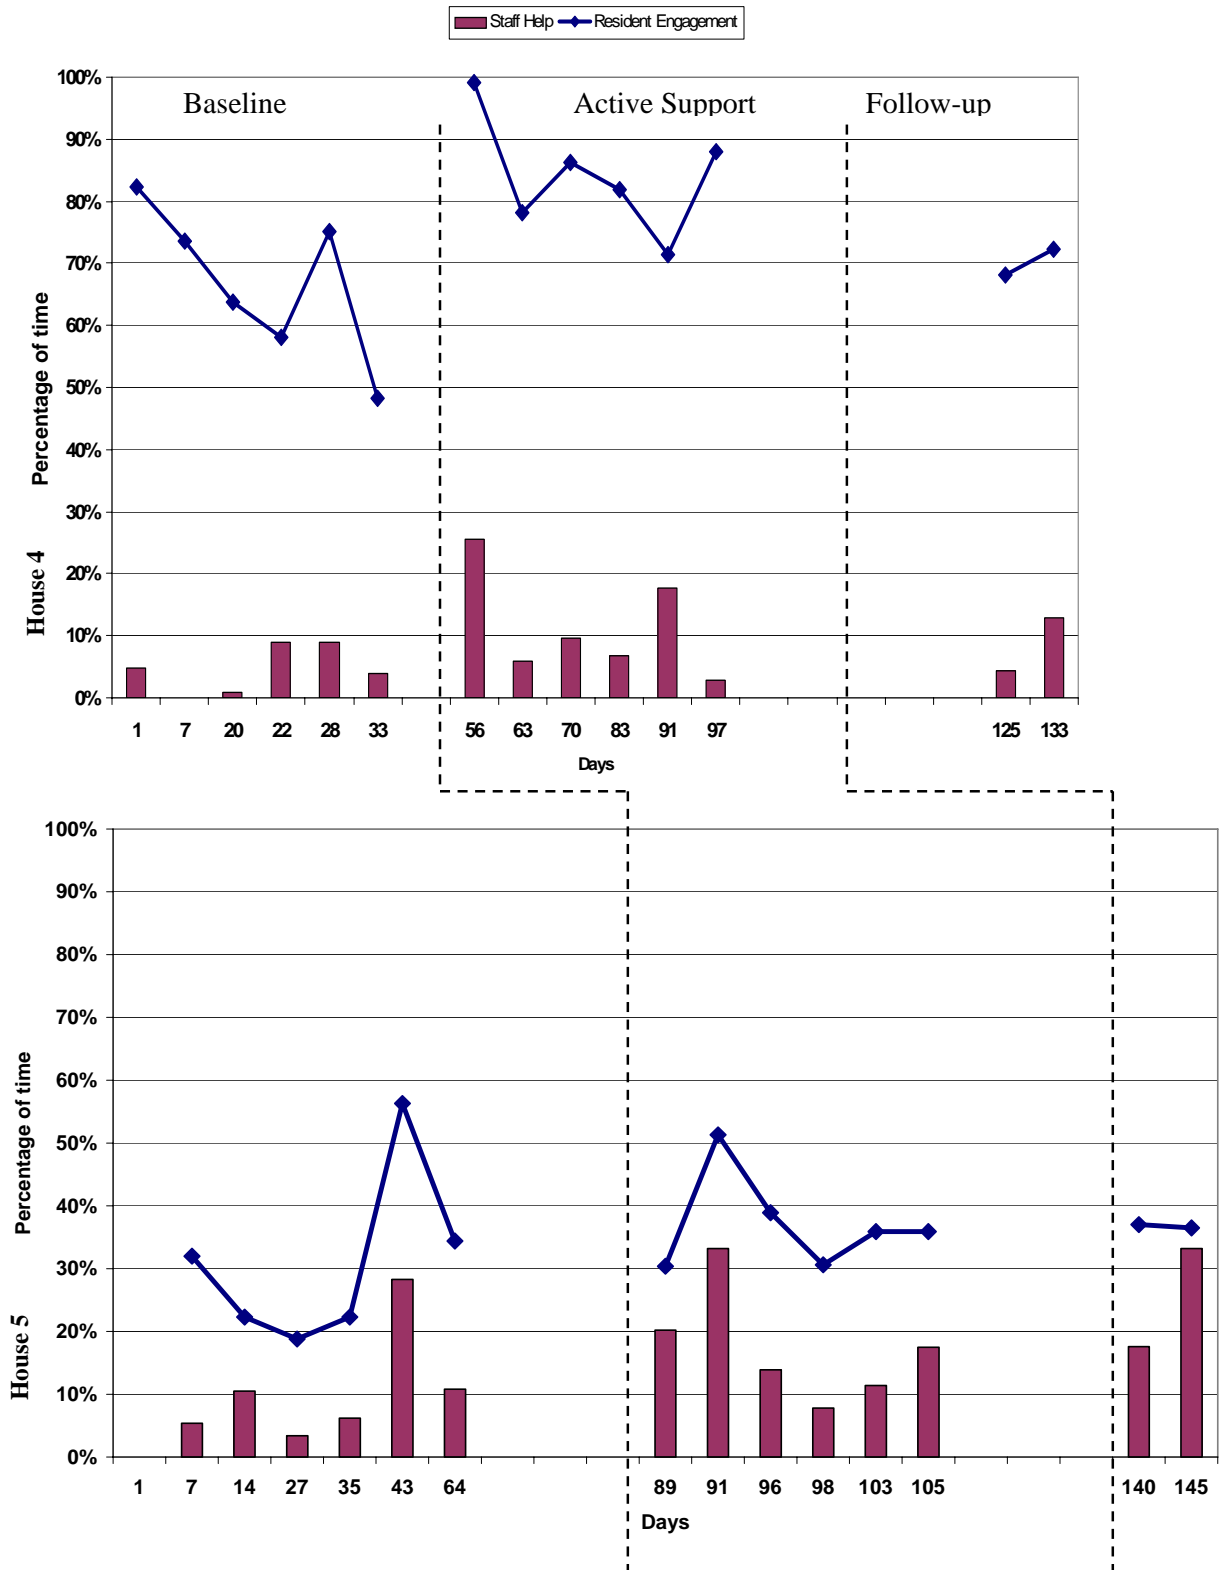 Staff Help Resident Engagement
Baseline Active Support Follow-up
100%
90%
80%
70%
60%
50%
40%
30%
20%
10%
0%
Percentage of time
House 4
1 7 20 22 28 33 56 63 70 83 91 97 125 133
Days
100%
90%
80%
70%
60%
50%
40%
30%
20%
10%
0%
Percentage of time
House 5
1 7 14 27 35 43 64 89 91 96 98 103 105 140 145
Days